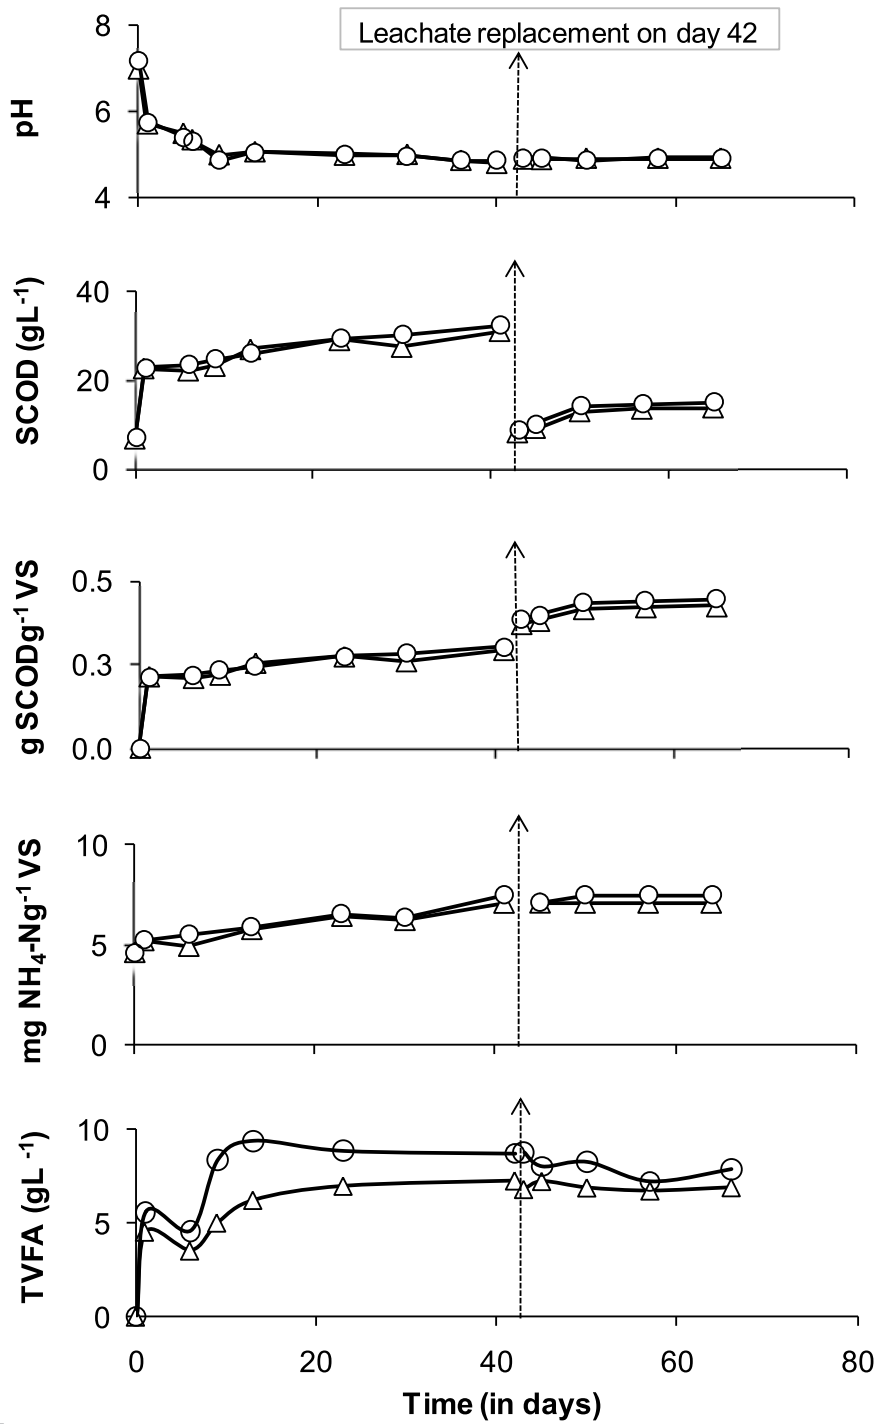 Leachate replacement on day 42
8
6
4
pH
40
20
0
SCOD (gL⁻¹)
0.5
0.3
0.0
g SCODg⁻¹ VS
10
5
0
mg NH₄-Ng⁻¹ VS
10
5
0
TVFA (gL ⁻¹)
0 20 40 60 80
Time (in days)